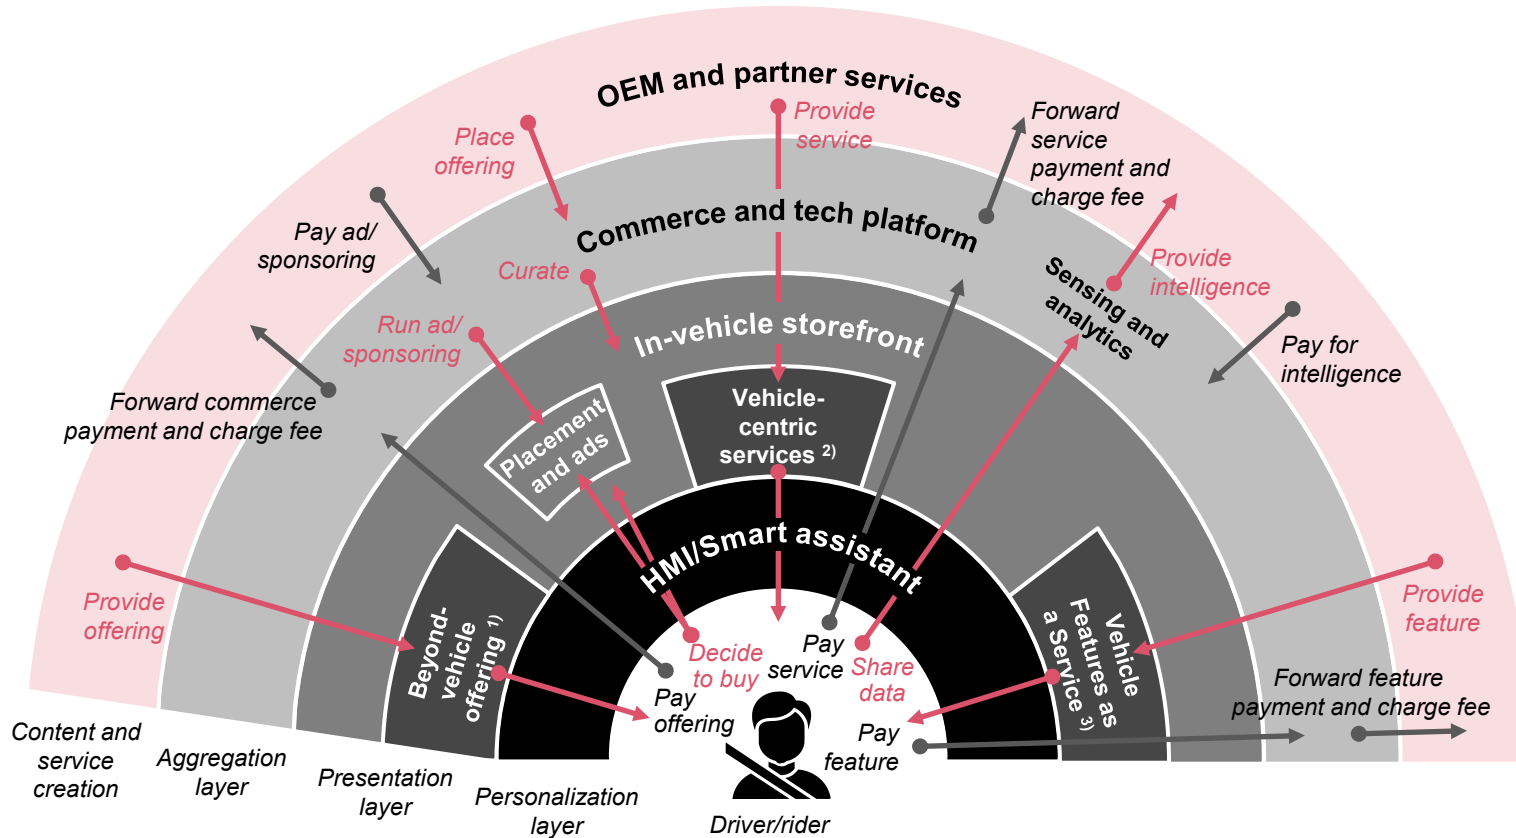 OEM and partner services
Place
offering
Provide
service
Forward
service
payment and
charge fee
Pay ad/
sponsoring
Commerce and tech platform
Curate
Provide
intelligence
Sensing and
analytics
Run ad/
sponsoring
In-vehicle storefront
Pay for
intelligence
Forward commerce
payment and charge fee
Placement
and ads
Vehicle-
centric
services 2)
HMI/Smart assistant
Provide
offering
Beyond-
vehicle
offering 1)
Vehicle
Features as
a Service 3)
Provide
feature
Decide
to buy
Pay
service
Share
data
Pay
offering
Pay
feature
Forward feature
payment and charge fee
Content and
service
creation
Aggregation
layer
Presentation
layer
Personalization
layer
Driver/rider